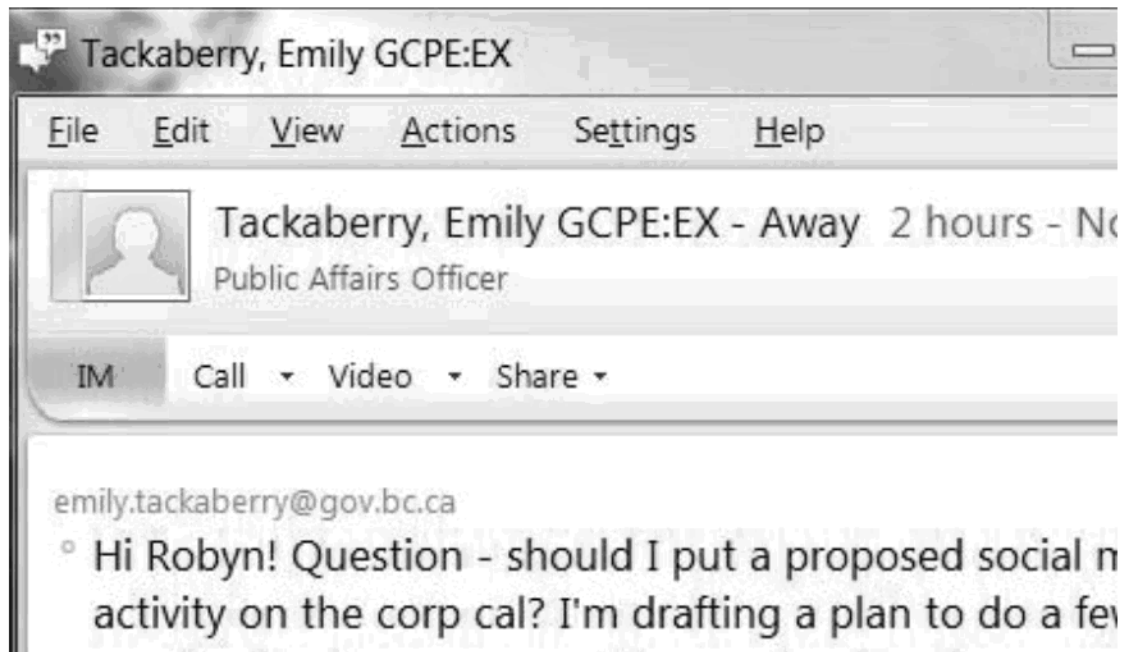 Tackaberry, Emily GCPE:EX
File Edit View Actions Settings Help
Tackaberry, Emily GCPE:EX - Away 2 hours -
Public Affairs Officer
IM Call Video Share
emily.tackaberry@gov.bc.ca
Hi Robyn! Question - should I put a proposed social
activity on the corp cal? I'm drafting a plan to do a